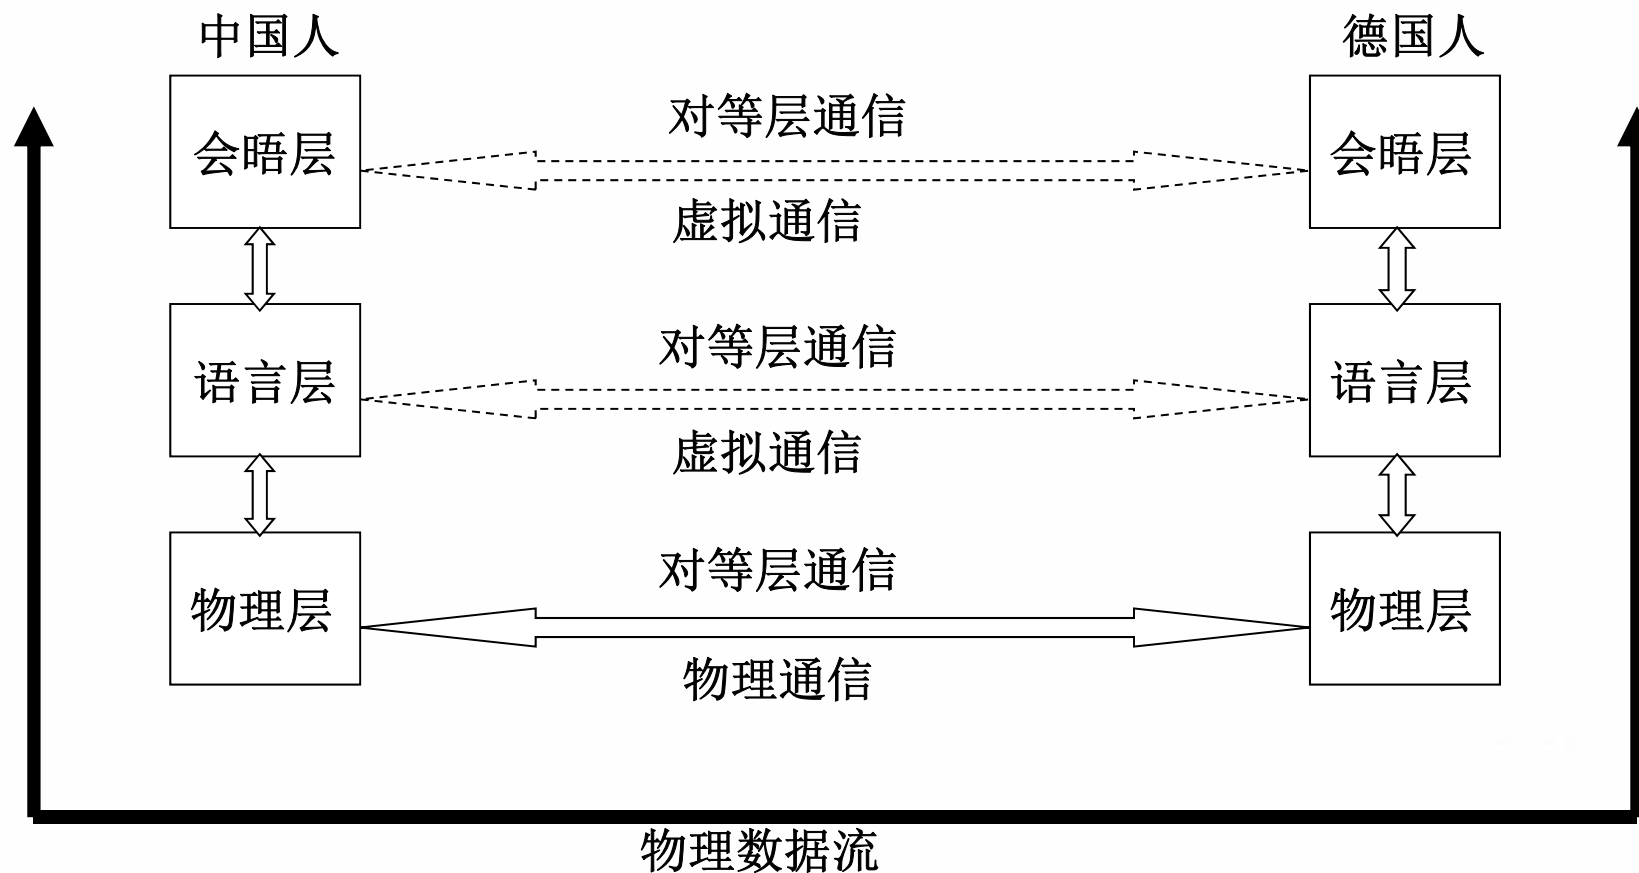 中国人
德国人
对等层通信
会晤层
会晤层
虚拟通信
对等层通信
语言层
语言层
虚拟通信
对等层通信
物理层
物理层
物理通信
物理数据流